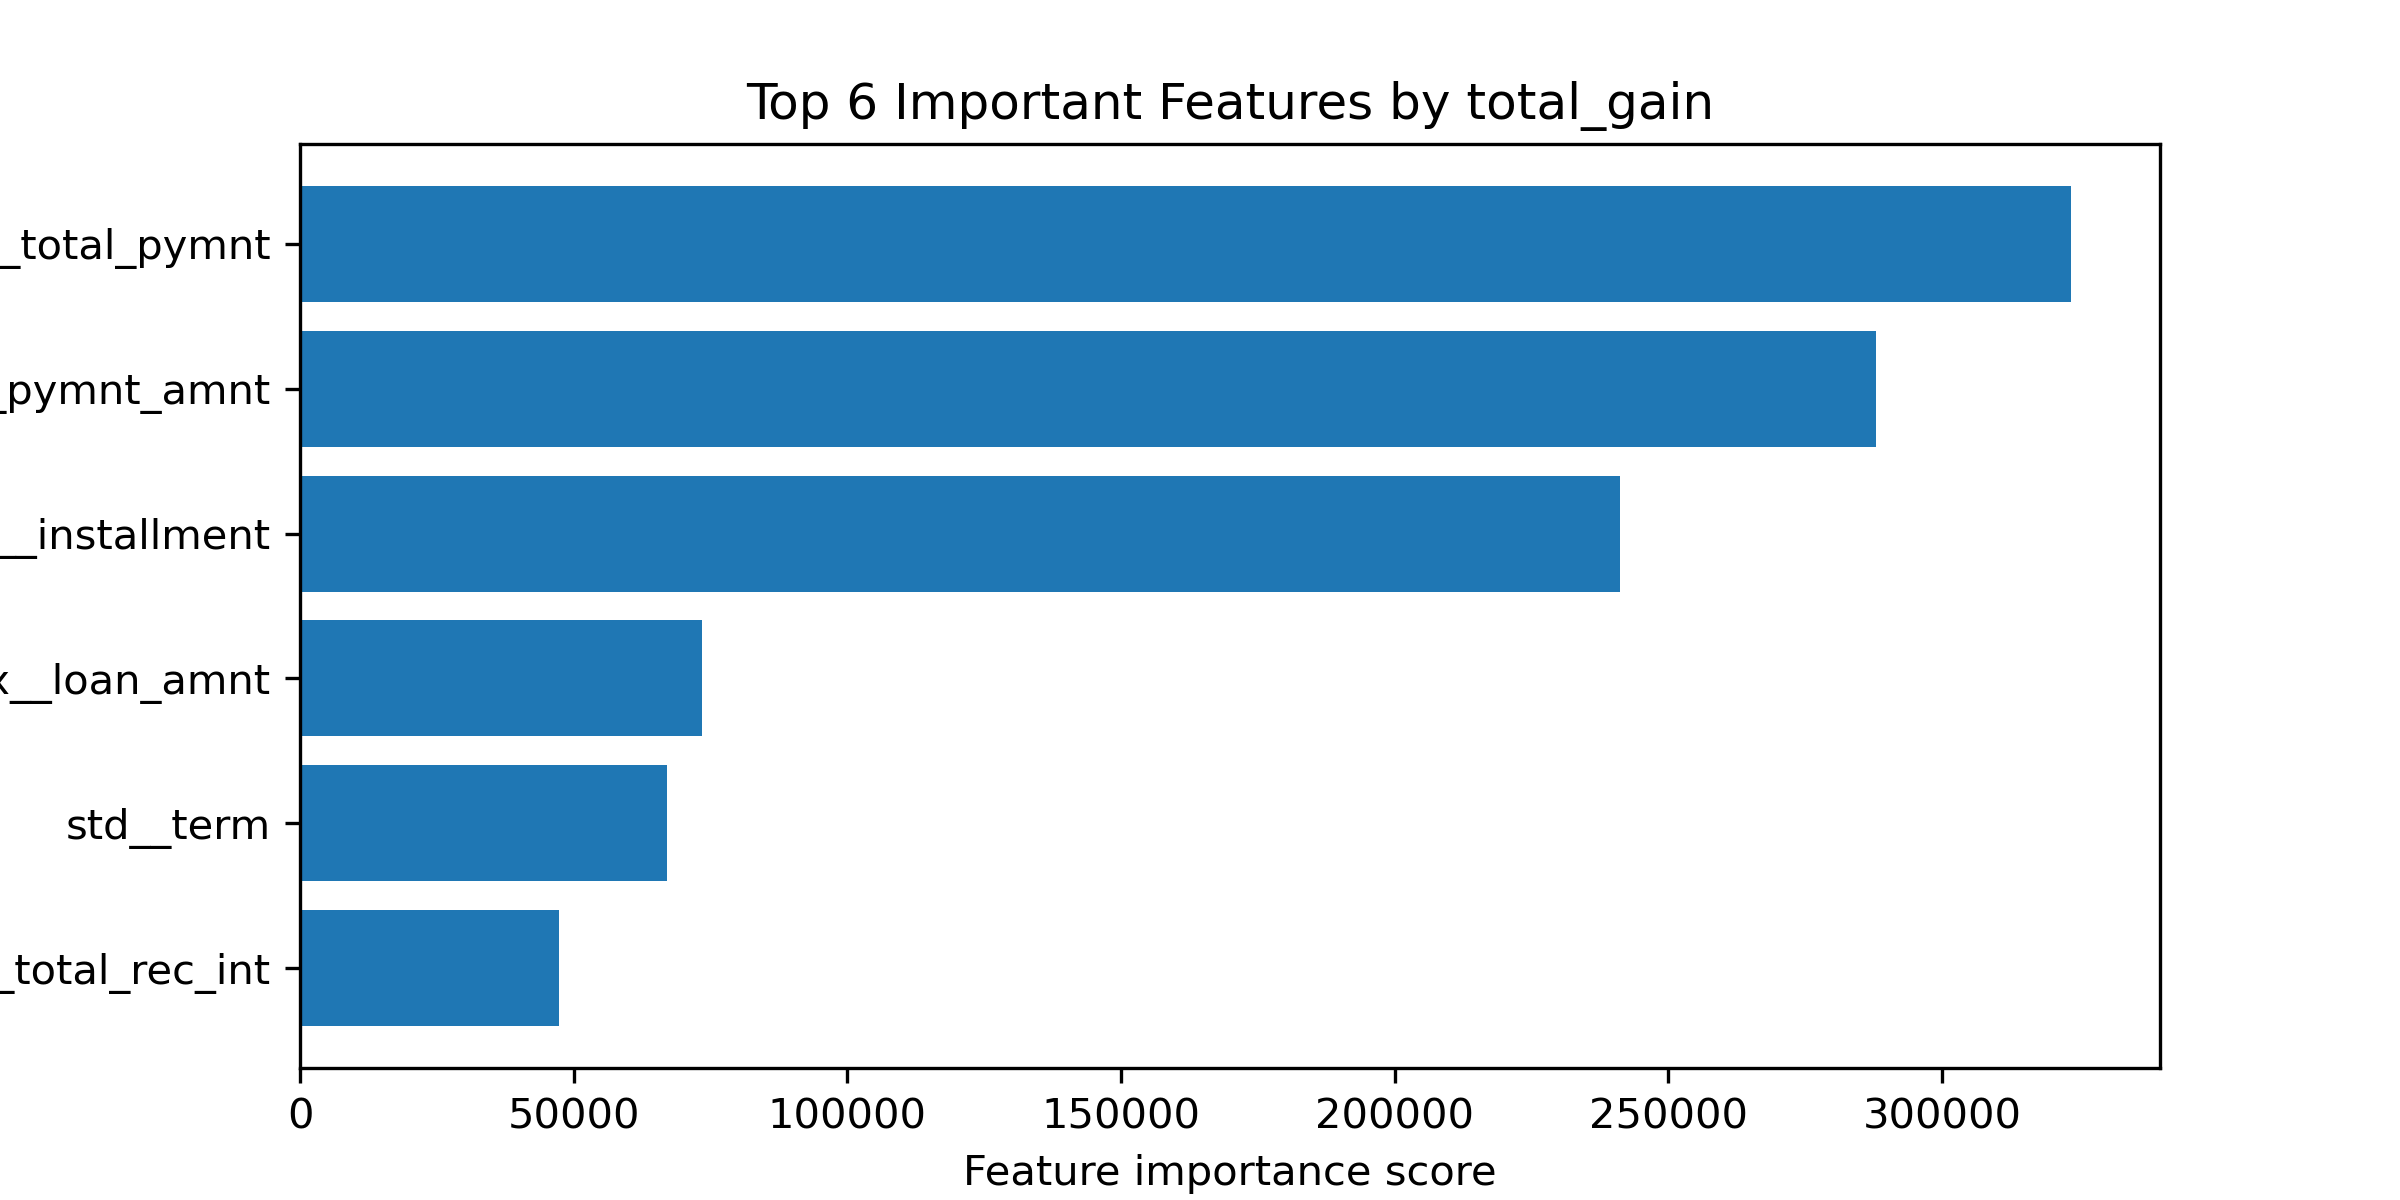 Top 6 Important Features by total_gain
_total_pymnt
_pymnt_amnt
__installment
x__loan_amnt
std__term
_total_rec_int
0 50000 100000 150000 200000 250000 300000
Feature importance score